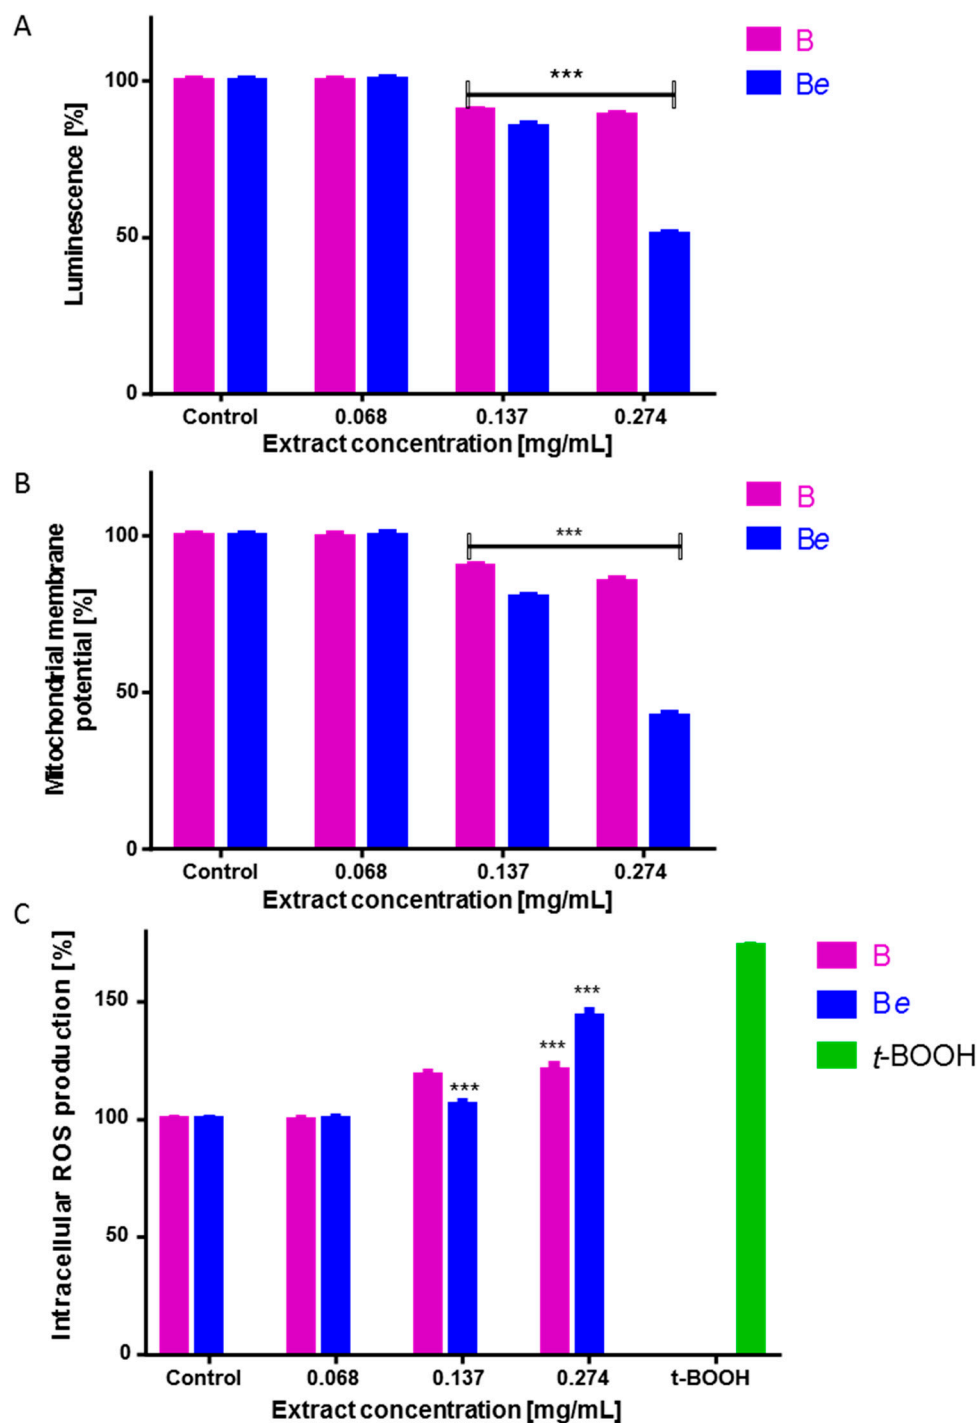 A
B
Be
***
100
50
0
Luminescence [%]
Control
0.068
0.137
0.274
Extract concentration [mg/mL]
B
B
Be
***
100
50
0
Mitochondrial membrane
potential [%]
Control
0.068
0.137
0.274
Extract concentration [mg/mL]
C
B
Be
t-BOOH
***
***
***
150
100
50
0
Intracellular ROS production [%]
Control
0.068
0.137
0.274
t-BOOH
Extract concentration [mg/mL]